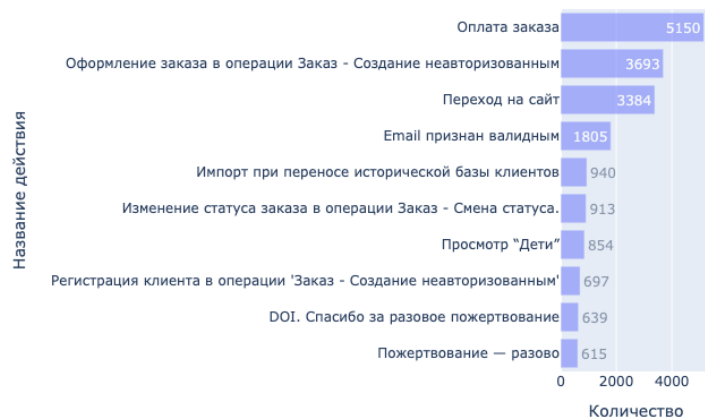 Название действия
Оплата заказа 5150
Оформление заказа в операции Заказ - Создание неавторизованным 3693
Переход на сайт 3384
Email признан валидным 1805
Импорт при переносе исторической базы клиентов 940
Изменение статуса заказа в операции Заказ - Смена статуса. 913
Просмотр “Дети” 854
Регистрация клиента в операции 'Заказ - Создание неавторизованным' 697
DOI. Спасибо за разовое пожертвование 639
Пожертвование — разово 615
0 2000 4000
Количество